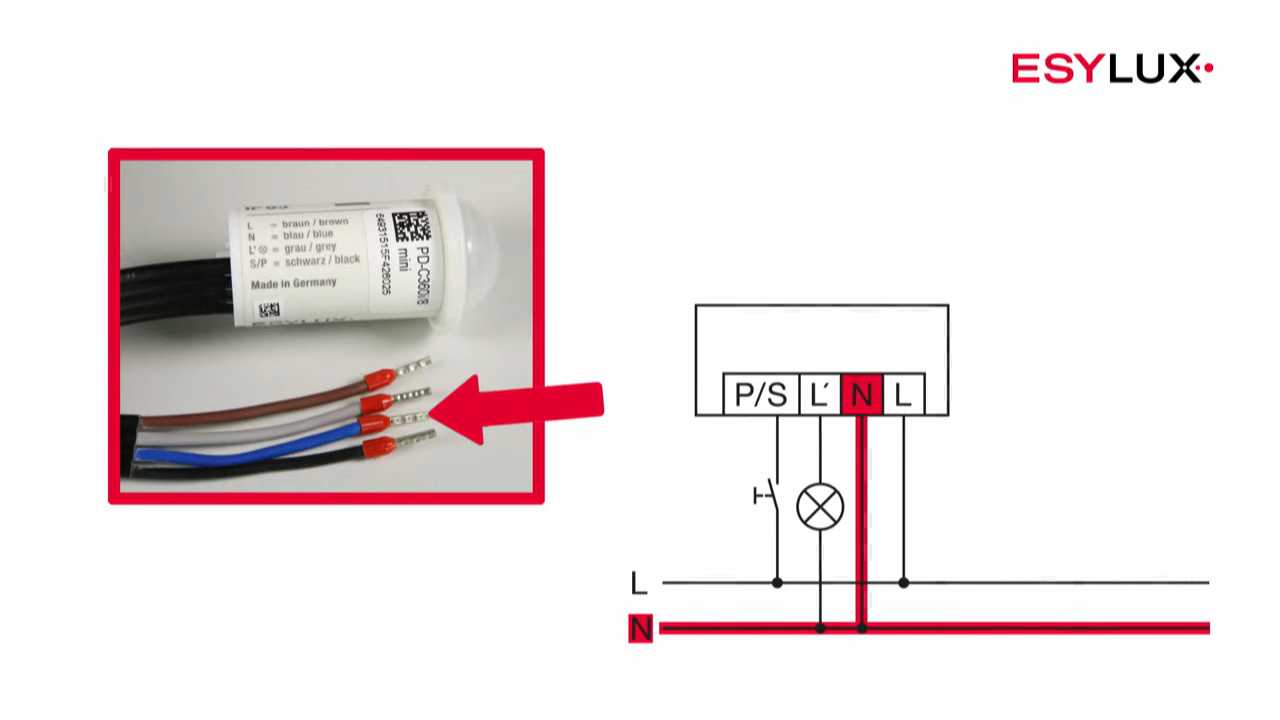 ESYLUX
L = braun / brown
N = blau / blue
L'⊗ = grau / grey
S/P = schwarz / black
Made in Germany
PD-C360i/8
mini
P/S L´ N L
L
N